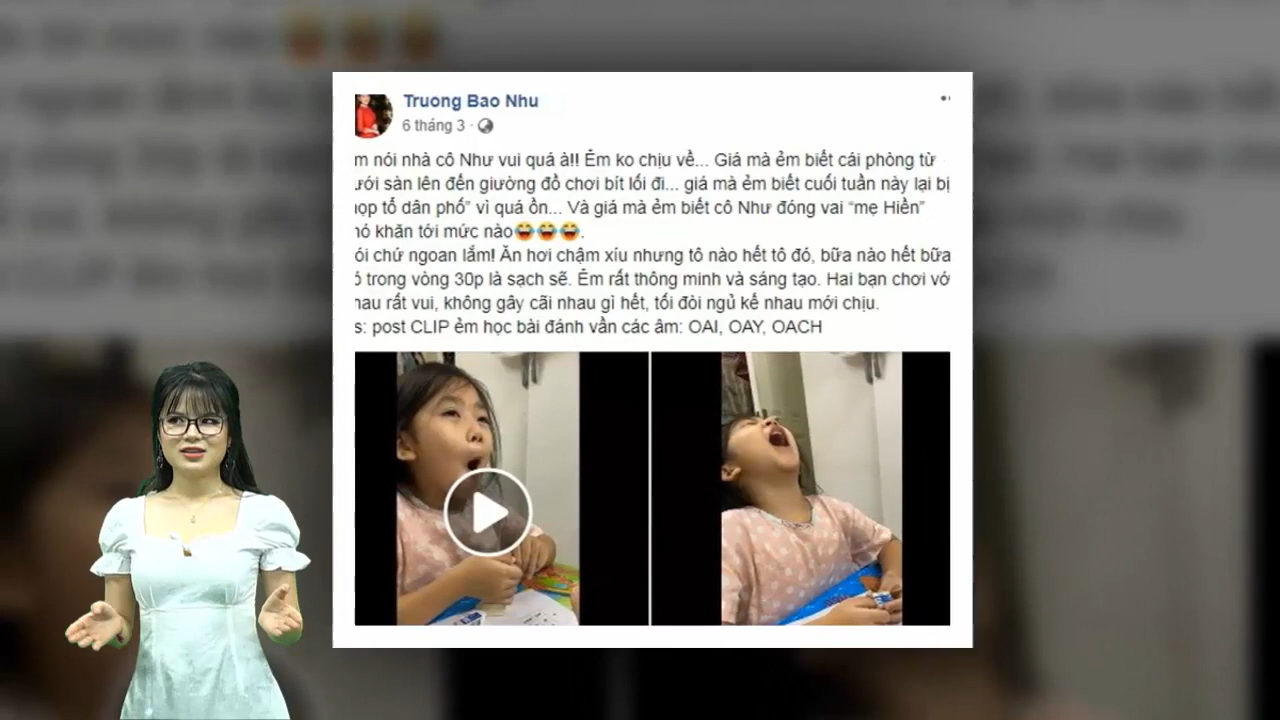 Truong Bao Nhu
6 tháng 3 ·
m nói nhà cô Như vui quá à!! Ẻm ko chịu về... Giá mà ẻm biết cái phòng từ
ưới sàn lên đến giường đồ chơi bít lối đi... giá mà ẻm biết cuối tuần này lại bị
họp tổ dân phố" vì quá ồn... Và giá mà ẻm biết cô Như đóng vai "mẹ Hiền"
hó khăn tới mức nào😂😂😂.
ói chứ ngoan lắm! Ăn hơi chậm xíu nhưng tô nào hết tô đó, bữa nào hết bữa
ó trong vòng 30p là sạch sẽ. Ẻm rất thông minh và sáng tạo. Hai bạn chơi vớ
hau rất vui, không gây cãi nhau gì hết, tối đòi ngủ kế nhau mới chịu.
s: post CLIP ẻm học bài đánh vần các âm: OAI, OAY, OACH